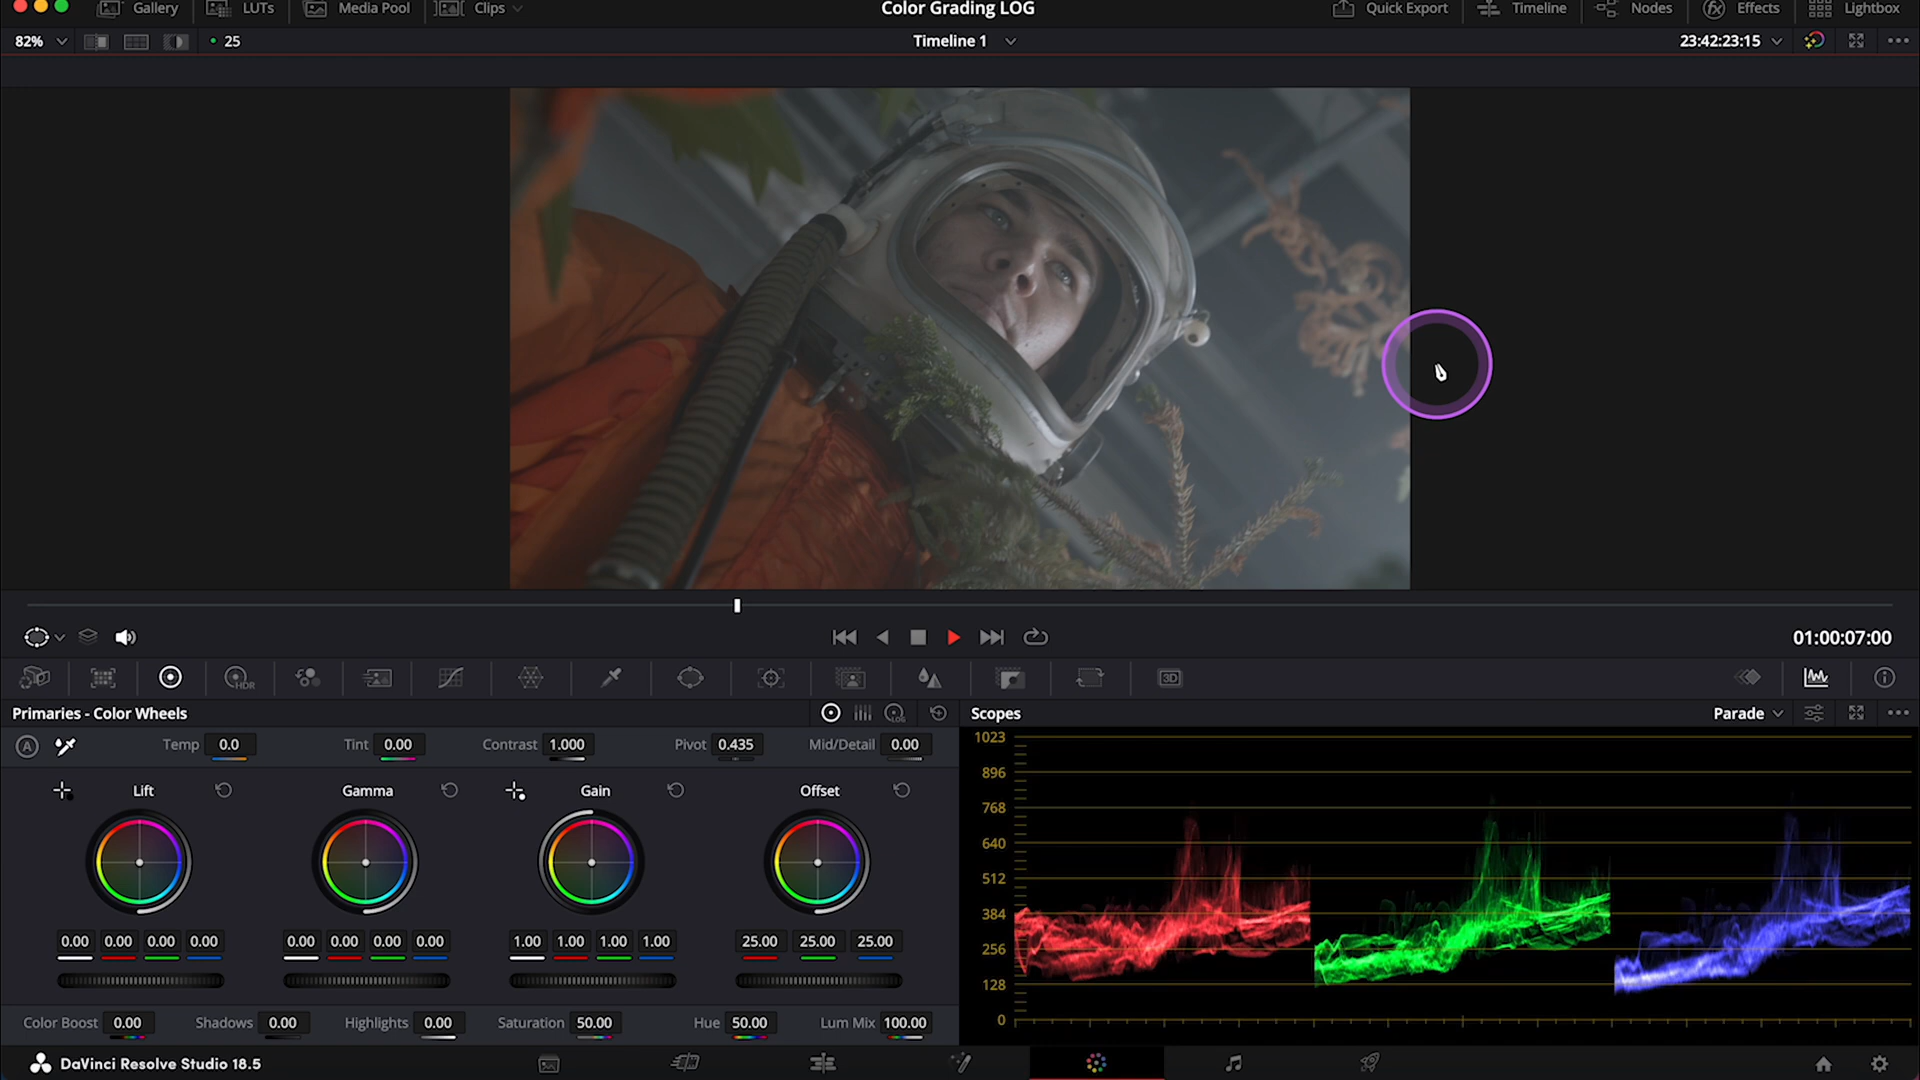 Gallery LUTs Media Pool Clips Color Grading LOG Quick Export Timeline Nodes Effects Lightbox
82% 25 Timeline 1 23:42:23:15
01:00:07:00
HDR 3D
Primaries - Color Wheels LOG Scopes Parade
A Temp 0.0 Tint 0.00 Contrast 1.000 Pivot 0.435 Mid/Detail 0.00
Lift Gamma Gain Offset
0.00 0.00 0.00 0.00 0.00 0.00 0.00 0.00 1.00 1.00 1.00 1.00 25.00 25.00 25.00
1023
896
768
640
512
384
256
128
0
Color Boost 0.00 Shadows 0.00 Highlights 0.00 Saturation 50.00 Hue 50.00 Lum Mix 100.00
DaVinci Resolve Studio 18.5